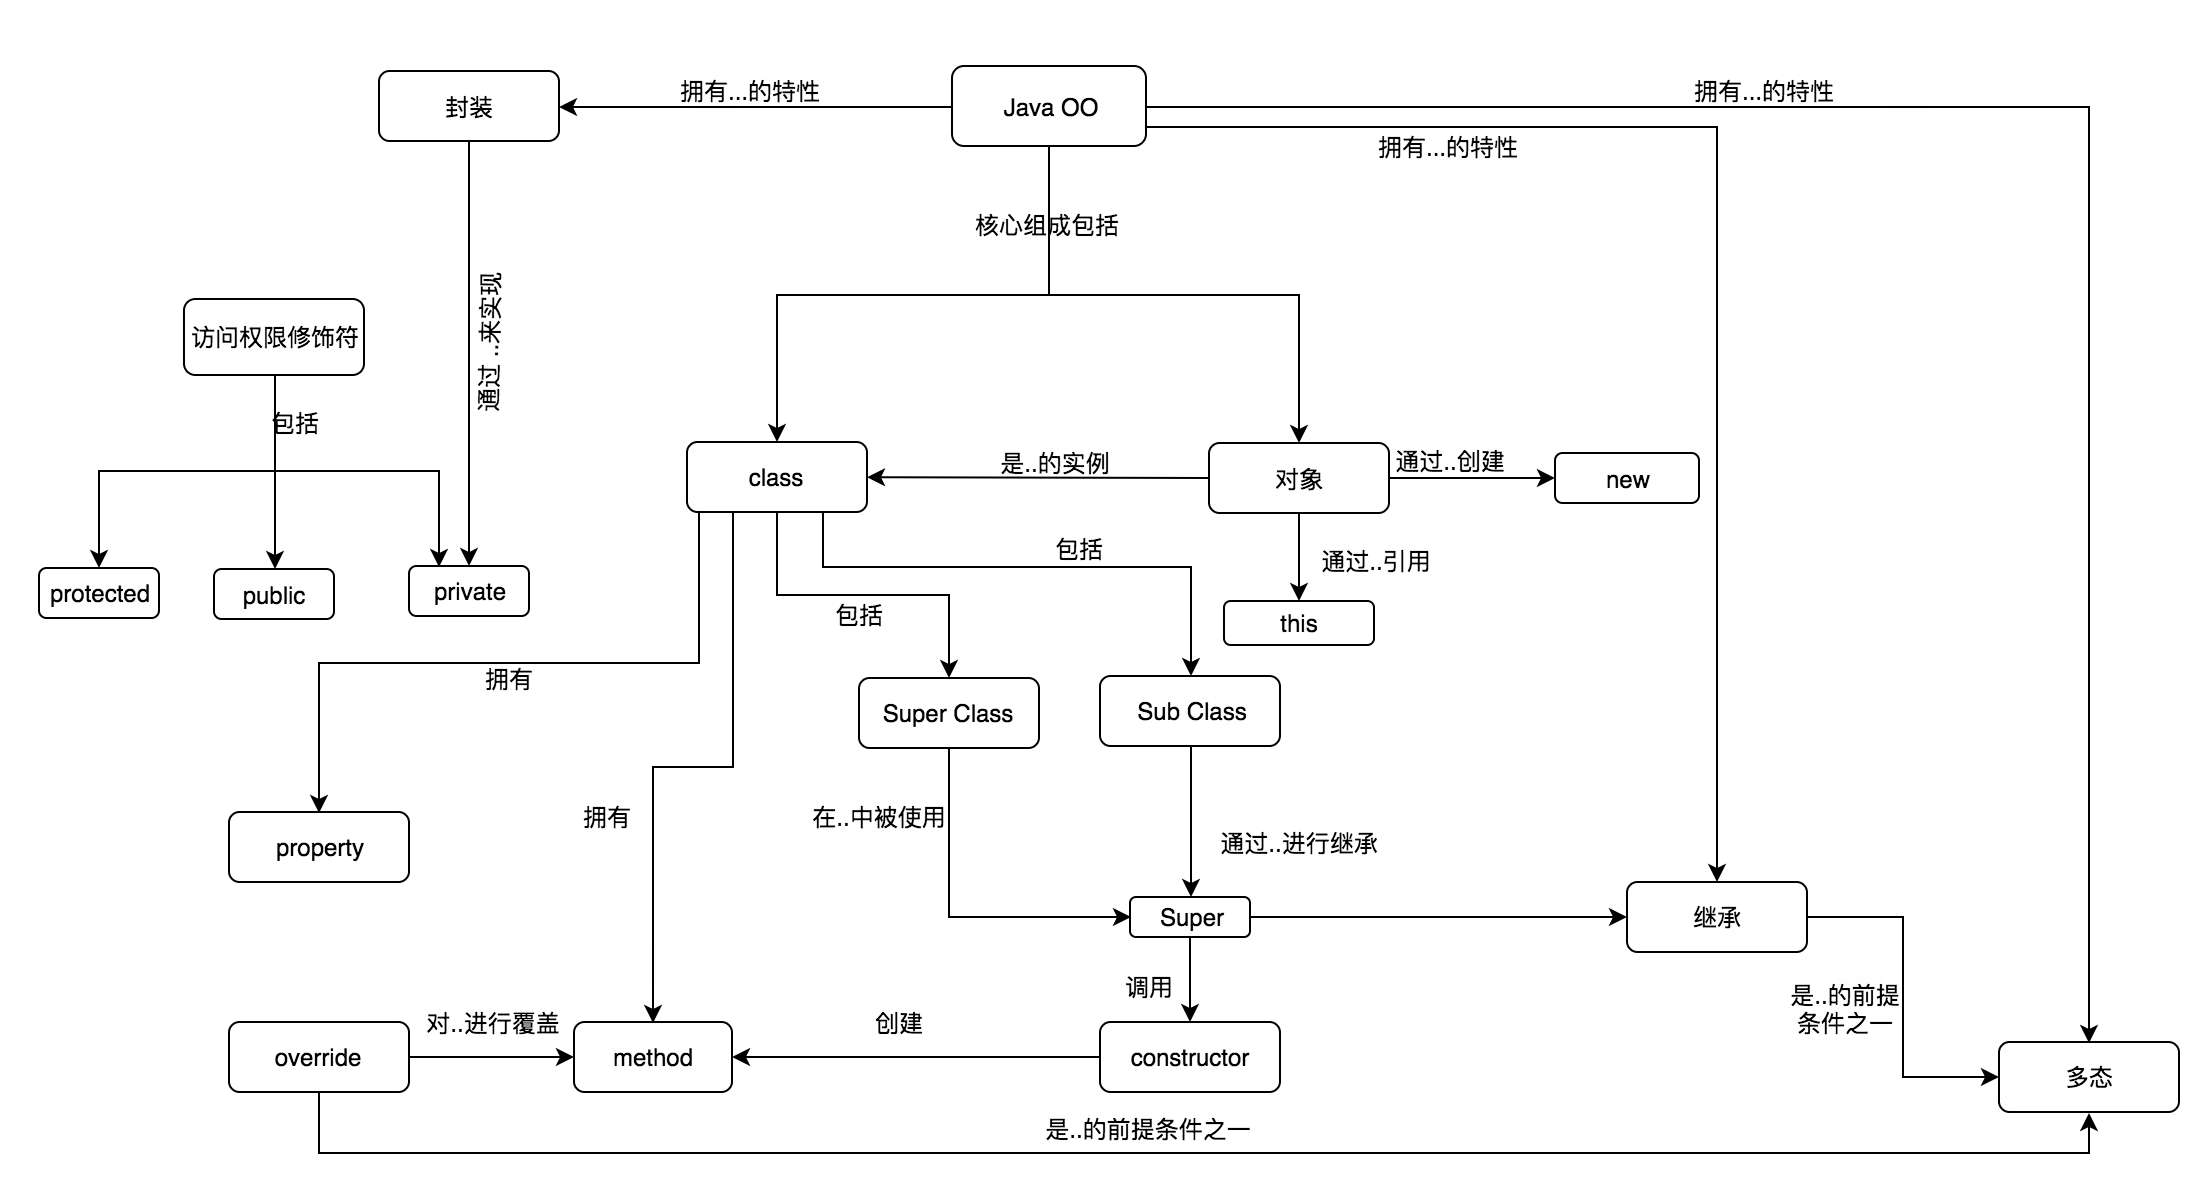 拥有...的特性
拥有...的特性
封装
Java OO
拥有...的特性
核心组成包括
通过 ..来实现
访问权限修饰符
包括
class
是..的实例
对象
通过..创建
new
包括
通过..引用
protected
public
private
包括
this
拥有
Super Class
Sub Class
拥有
在..中被使用
通过..进行继承
property
Super
继承
调用
是..的前提
条件之一
对..进行覆盖
创建
override
method
constructor
多态
是..的前提条件之一